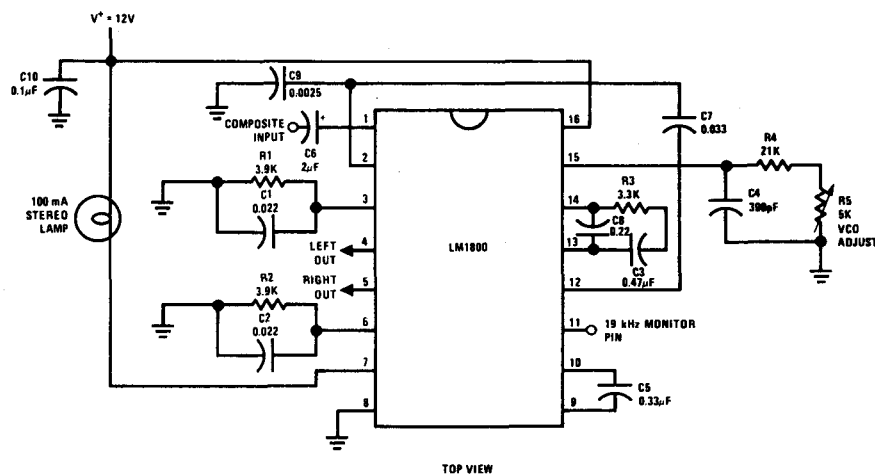 V+ = 12V
C10
0.1μF
C9
0.0025
COMPOSITE
INPUT
C6
2μF
+
R1
3.9K
C1
0.022
100 mA
STEREO
LAMP
LEFT
OUT
RIGHT
OUT
R2
3.9K
C2
0.022
1
2
3
4
5
6
7
8
LM1800
16
15
14
13
12
11
10
9
C7
0.033
R4
21K
C4
390pF
R5
5K
VCO
ADJUST
R3
3.3K
C8
0.22
C3
0.47μF
19 kHz MONITOR
PIN
C5
0.33μF
TOP VIEW